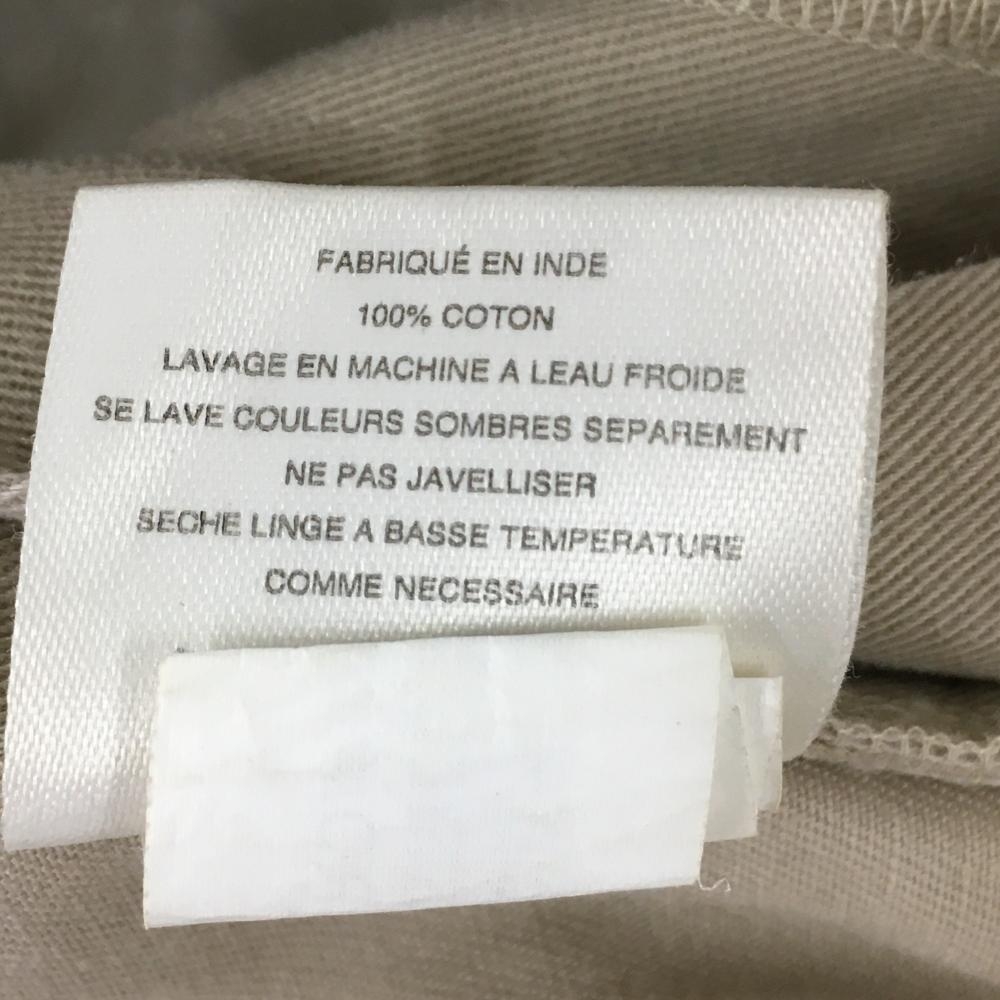 FABRIQUÉ EN INDE
100% COTON
LAVAGE EN MACHINE A LEAU FROIDE
SE LAVE COULEURS SOMBRES SEPAREMENT
NE PAS JAVELLISER
SECHE LINGE A BASSE TEMPERATURE
COMME NECESSAIRE